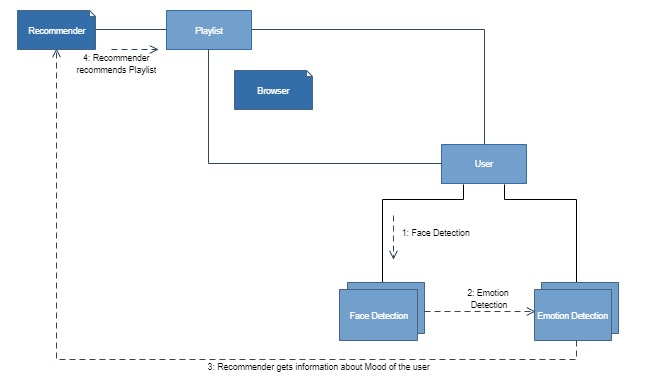 Recommender
Playlist
4: Recommender
recommends Playlist
Browser
User
1: Face Detection
2: Emotion
Detection
Face Detection
Emotion Detection
3: Recommender gets information about Mood of the user